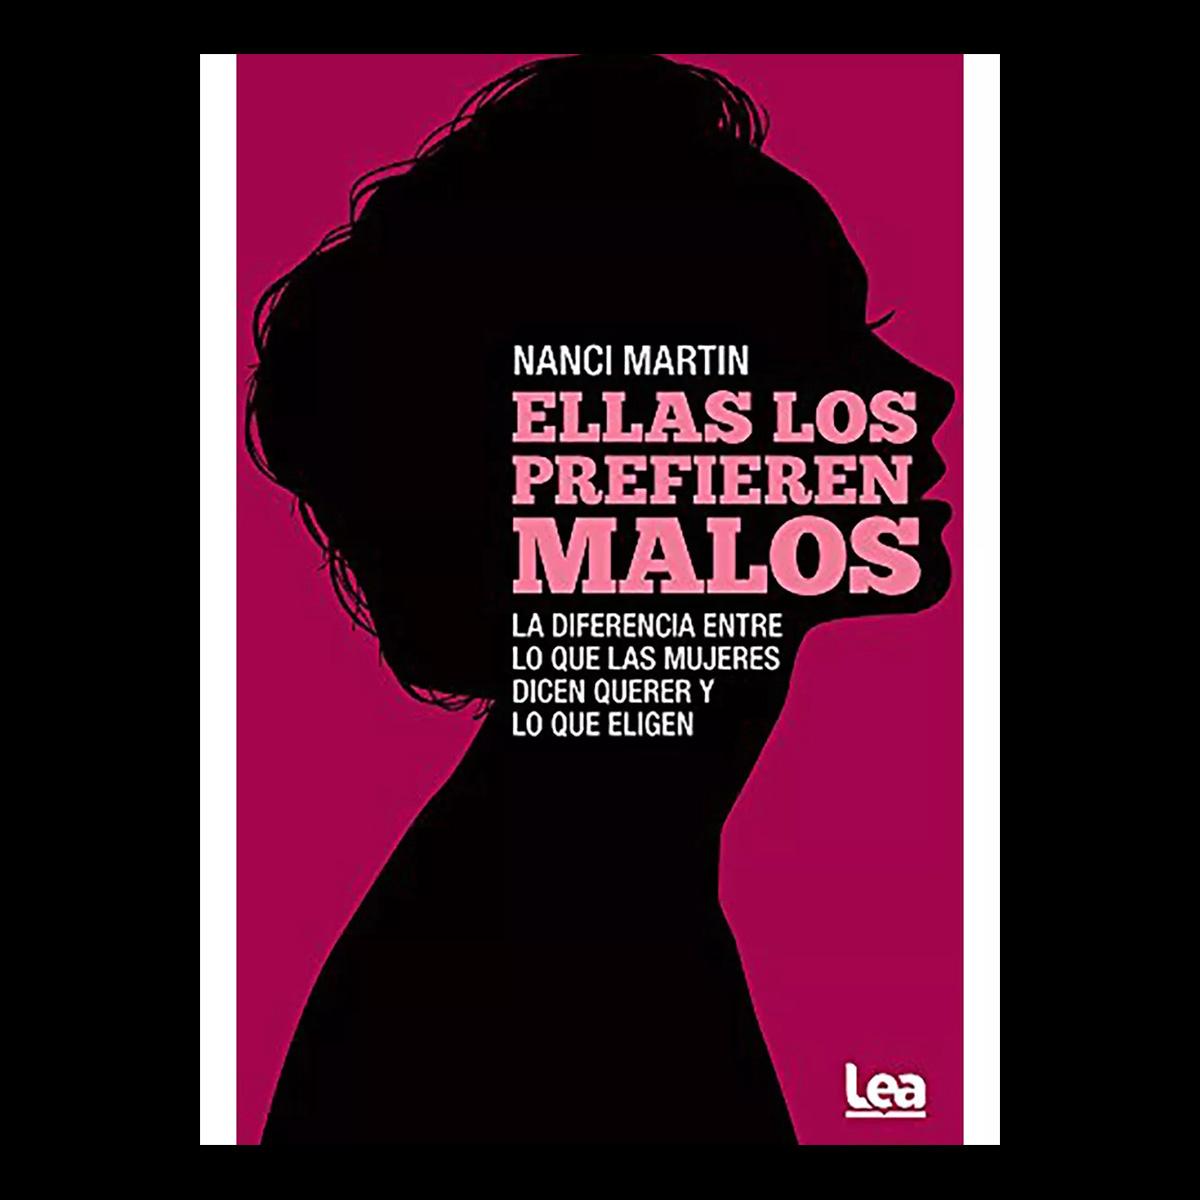 NANCI MARTIN
ELLAS LOS
PREFIEREN
MALOS
LA DIFERENCIA ENTRE
LO QUE LAS MUJERES
DICEN QUERER Y
LO QUE ELIGEN
Lea